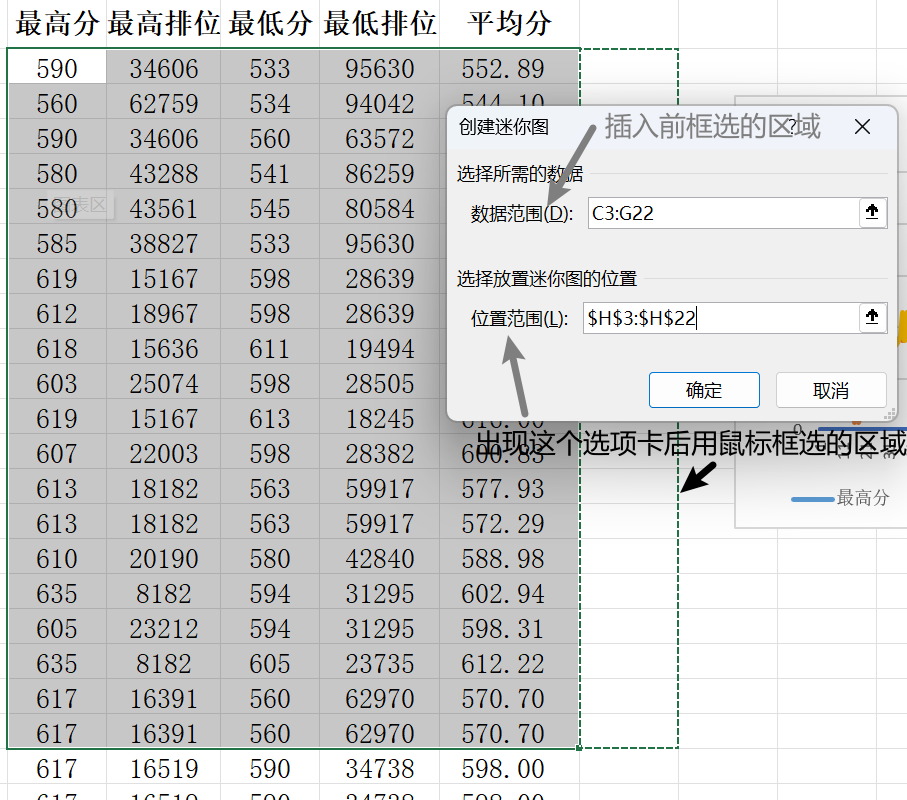 最高分 最高排位 最低分 最低排位 平均分
590 34606 533 95630 552.89
560 62759 534 94042 544.10
创建迷你图 ? 插入前框选的区域
590 34606 560 63572
580 43288 541 86259
选择所需的数据
580 43561 545 80584
数据范围(D): C3:G22
585 38827 533 95630
619 15167 598 28639
选择放置迷你图的位置
612 18967 598 28639
位置范围(L): $H$3:$H$22
618 15636 611 19494
603 25074 598 28505
确定 取消
619 15167 613 18245
0
出现这个选项卡后用鼠标框选的区域
607 22003 598 28382 600.83
613 18182 563 59917 577.93
最高分
613 18182 563 59917 572.29
610 20190 580 42840 588.98
635 8182 594 31295 602.94
605 23212 594 31295 598.31
635 8182 605 23735 612.22
617 16391 560 62970 570.70
617 16391 560 62970 570.70
617 16519 590 34738 598.00
617 16519 590 34738 598.00